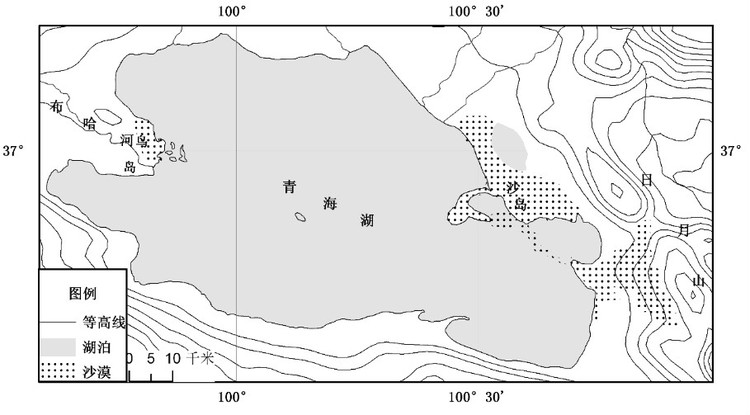 100° 100° 30′
布
哈
河鸟
岛
37° 37°
青
海
湖
沙
岛
日
月
山
图例
等高线
湖泊
沙漠
0 5 10 千米
100° 100° 30′